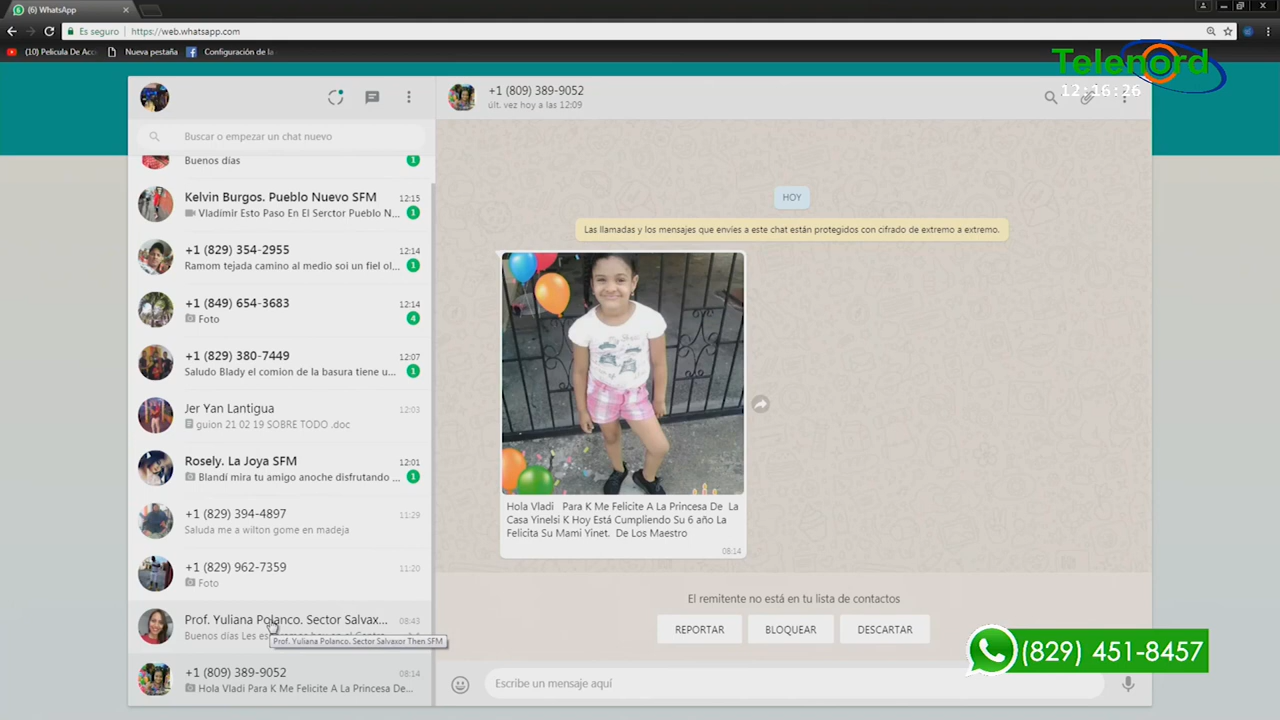 (6) WhatsApp
Es seguro
https://web.whatsapp.com
(10) Pelicula De Acc
Nueva pestaña
Configuración de la
Telenord
12:16:26
Buscar o empezar un chat nuevo
Buenos días
1
Kelvin Burgos. Pueblo Nuevo SFM
12:15
Vladimir Esto Paso En El Serctor Pueblo N...
1
+1 (829) 354-2955
12:14
Ramom tejada camino al medio soi un fiel ol...
1
+1 (849) 654-3683
12:14
Foto
4
+1 (829) 380-7449
12:07
Saludo Blady el comion de la basura tiene u...
1
Jer Yan Lantigua
12:03
guion 21 02 19 SOBRE TODO .doc
Rosely. La Joya SFM
12:01
Blandí mira tu amigo anoche disfrutando ...
1
+1 (829) 394-4897
11:29
Saluda me a wilton gome en madeja
+1 (829) 962-7359
11:20
Foto
Prof. Yuliana Polanco. Sector Salvax...
08:43
Buenos días Les es
Prof. Yuliana Polanco. Sector Salvaxor Then SFM
+1 (809) 389-9052
08:14
Hola Vladi Para K Me Felicite A La Princesa De...
+1 (809) 389-9052
últ. vez hoy a las 12:09
HOY
Las llamadas y los mensajes que envíes a este chat están protegidos con cifrado de extremo a extremo.
Hola Vladi Para K Me Felicite A La Princesa De La
Casa Yinelsi K Hoy Está Cumpliendo Su 6 año La
Felicita Su Mami Yinet. De Los Maestro
08:14
El remitente no está en tu lista de contactos
REPORTAR
BLOQUEAR
DESCARTAR
(829) 451-8457
Escribe un mensaje aquí